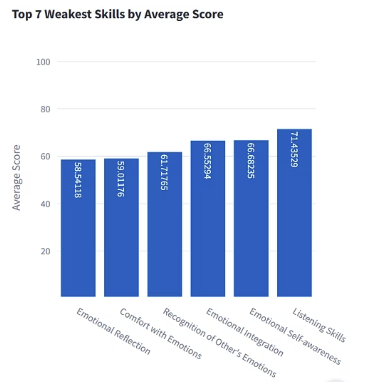 Top 7 Weakest Skills by Average Score
100
80
60
40
20
Average Score
58.54118
59.01176
61.71765
66.55294
66.68235
71.43529
Emotional Reflection
Comfort with Emotions
Recognition of Other's Emotions
Emotional Integration
Emotional Self-awareness
Listening Skills